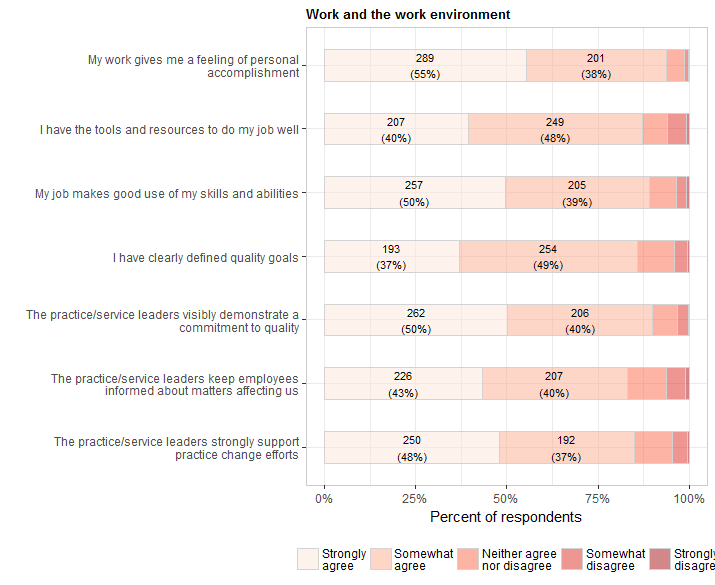 Work and the work environment
My work gives me a feeling of personal
accomplishment
289
(55%)
201
(38%)
I have the tools and resources to do my job well
207
(40%)
249
(48%)
My job makes good use of my skills and abilities
257
(50%)
205
(39%)
I have clearly defined quality goals
193
(37%)
254
(49%)
The practice/service leaders visibly demonstrate a
commitment to quality
262
(50%)
206
(40%)
The practice/service leaders keep employees
informed about matters affecting us
226
(43%)
207
(40%)
The practice/service leaders strongly support
practice change efforts
250
(48%)
192
(37%)
0% 25% 50% 75% 100%
Percent of respondents
Strongly
agree
Somewhat
agree
Neither agree
nor disagree
Somewhat
disagree
Strongly
disagre